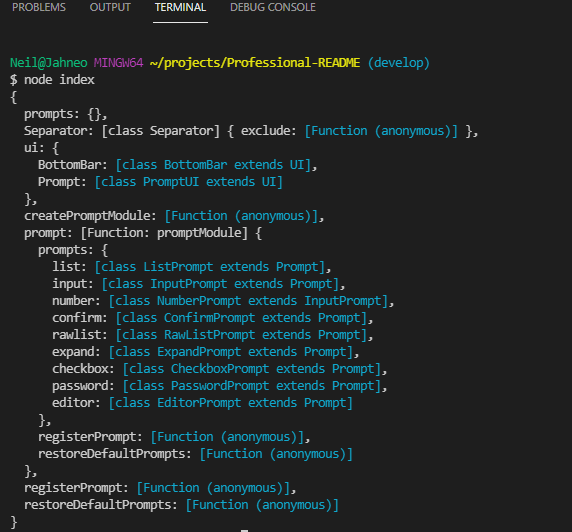 PROBLEMS OUTPUT TERMINAL DEBUG CONSOLE
Neil@Jahneo MINGW64 ~/projects/Professional-README (develop)
$ node index
{
  prompts: {},
  Separator: [class Separator] { exclude: [Function (anonymous)] },
  ui: {
    BottomBar: [class BottomBar extends UI],
    Prompt: [class PromptUI extends UI]
  },
  createPromptModule: [Function (anonymous)],
  prompt: [Function: promptModule] {
    prompts: {
      list: [class ListPrompt extends Prompt],
      input: [class InputPrompt extends Prompt],
      number: [class NumberPrompt extends InputPrompt],
      confirm: [class ConfirmPrompt extends Prompt],
      rawlist: [class RawListPrompt extends Prompt],
      expand: [class ExpandPrompt extends Prompt],
      checkbox: [class CheckboxPrompt extends Prompt],
      password: [class PasswordPrompt extends Prompt],
      editor: [class EditorPrompt extends Prompt]
    },
    registerPrompt: [Function (anonymous)],
    restoreDefaultPrompts: [Function (anonymous)]
  },
  registerPrompt: [Function (anonymous)],
  restoreDefaultPrompts: [Function (anonymous)]
}